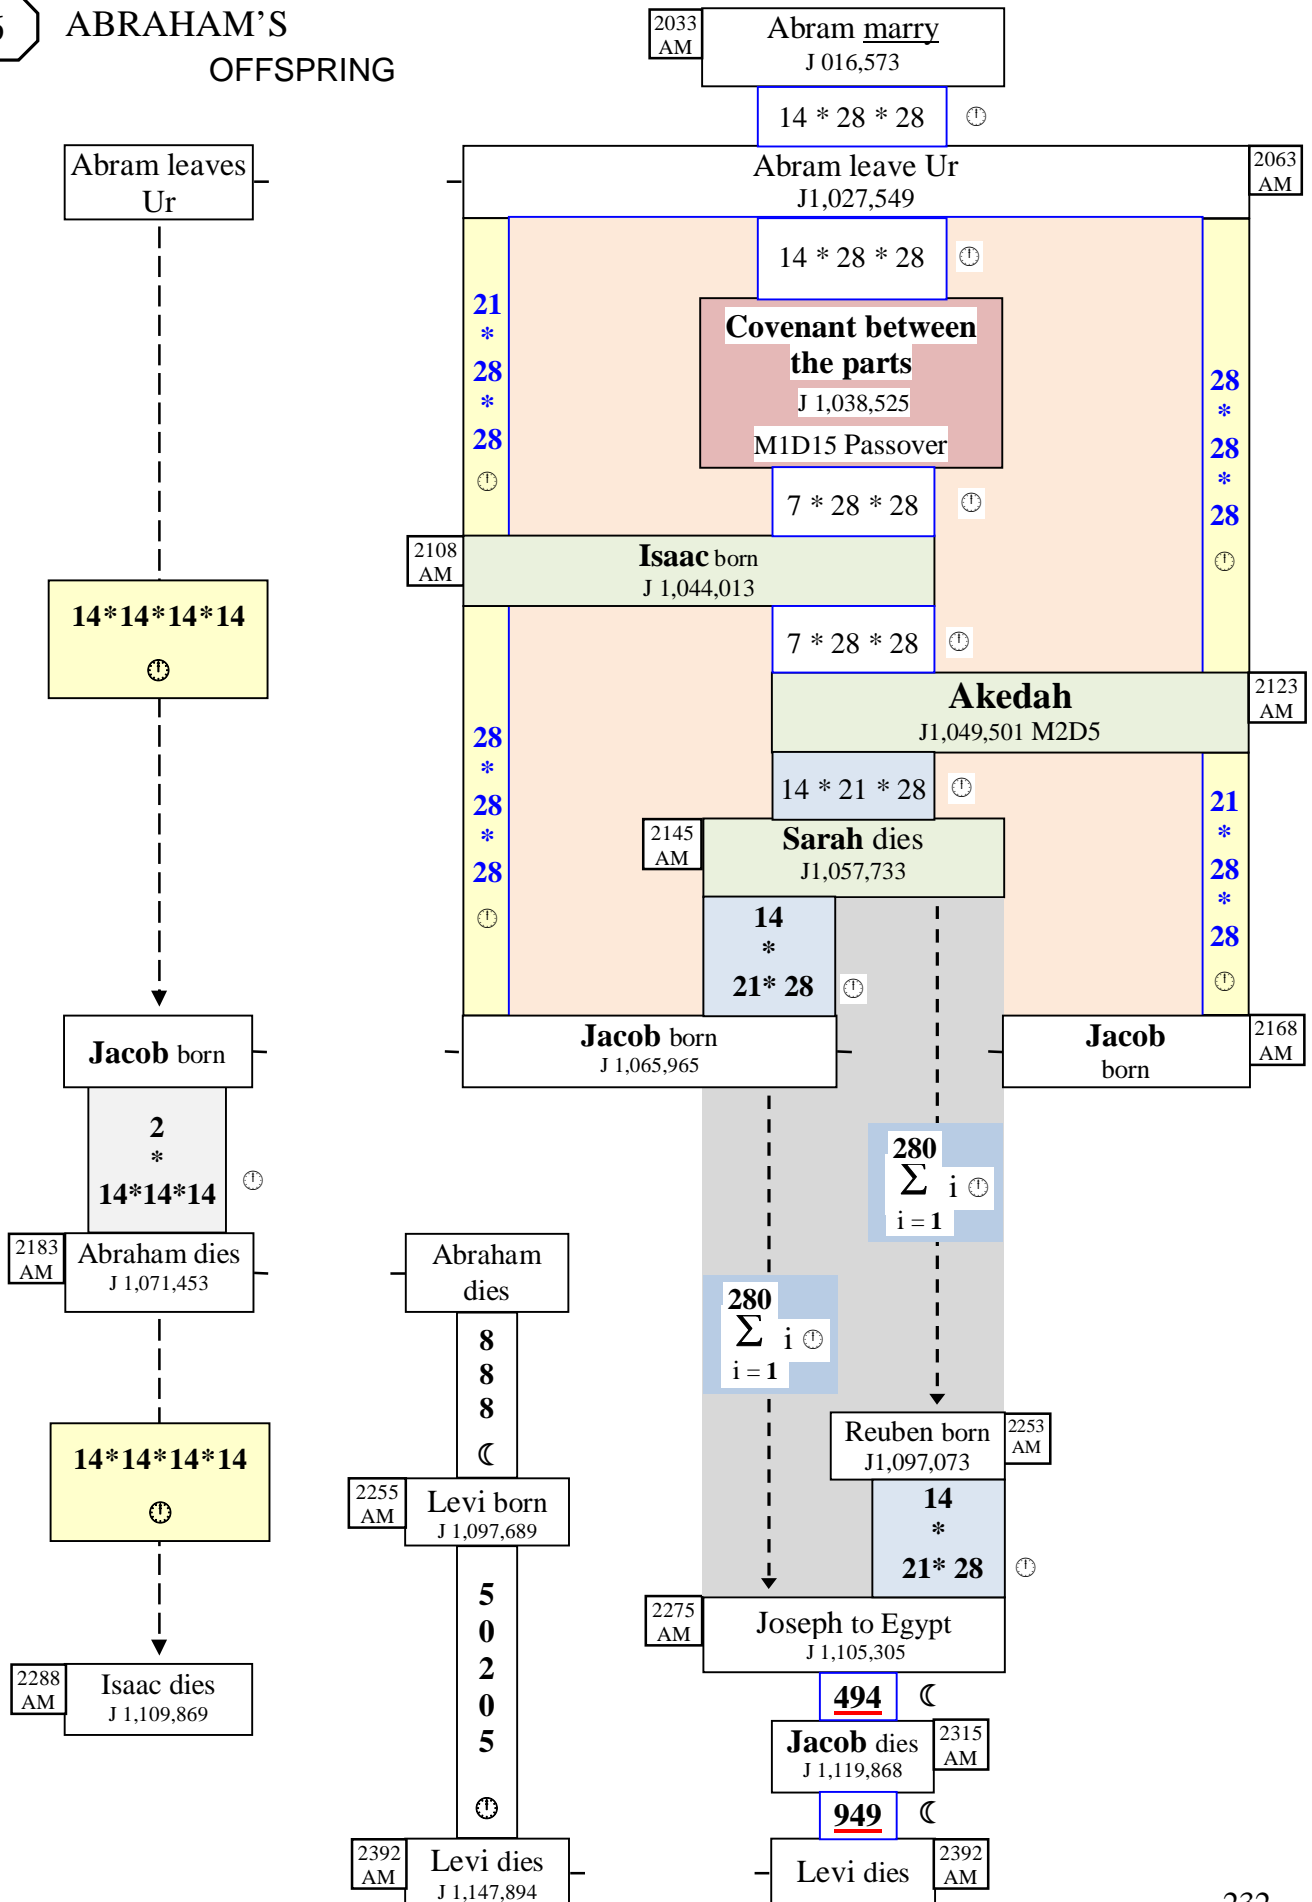 ABRAHAM'S
OFFSPRING
2033
AM
Abram marry
J 016,573
14 * 28 * 28
Abram leaves
Ur
Abram leave Ur
J1,027,549
2063
AM
14 * 28 * 28
21
*
28
*
28
Covenant between
the parts
J 1,038,525
M1D15 Passover
28
*
28
*
28
7 * 28 * 28
2108
AM
Isaac born
J 1,044,013
14*14*14*14
7 * 28 * 28
Akedah
J1,049,501 M2D5
2123
AM
28
*
28
*
28
14 * 21 * 28
21
*
28
*
28
2145
AM
Sarah dies
J1,057,733
14
*
21* 28
Jacob born
Jacob born
J 1,065,965
Jacob
born
2168
AM
2
*
14*14*14
280
Σ i
i = 1
2183
AM
Abraham dies
J 1,071,453
Abraham
dies
280
Σ i
i = 1
8
8
8
☾
14*14*14*14
Reuben born
J1,097,073
2253
AM
2255
AM
Levi born
J 1,097,689
14
*
21* 28
5
0
2
0
5
2275
AM
Joseph to Egypt
J 1,105,305
2288
AM
Isaac dies
J 1,109,869
494 ☾
Jacob dies
J 1,119,868
2315
AM
949 ☾
2392
AM
Levi dies
J 1,147,894
Levi dies
2392
AM